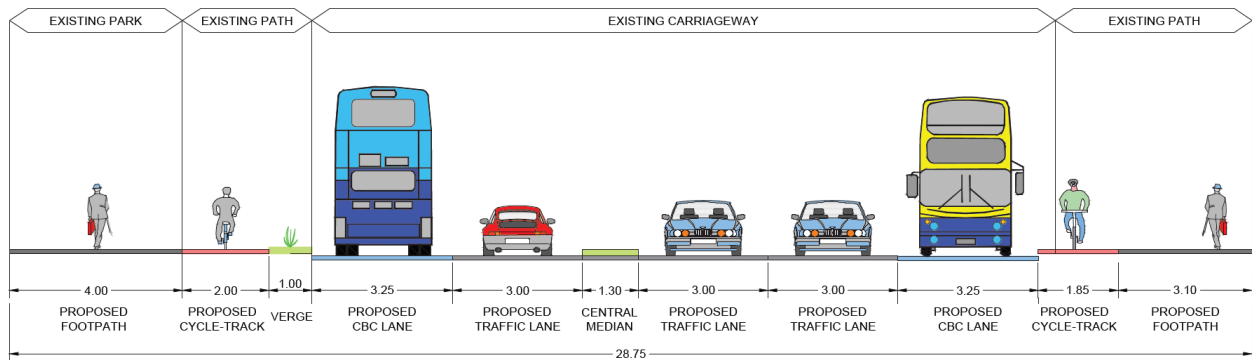 EXISTING PARK
EXISTING PATH
EXISTING CARRIAGEWAY
EXISTING PATH
4.00
2.00
1.00
3.25
3.00
1.30
3.00
3.00
3.25
1.85
3.10
PROPOSED
FOOTPATH
PROPOSED
CYCLE-TRACK
VERGE
PROPOSED
CBC LANE
PROPOSED
TRAFFIC LANE
CENTRAL
MEDIAN
PROPOSED
TRAFFIC LANE
PROPOSED
TRAFFIC LANE
PROPOSED
CBC LANE
PROPOSED
CYCLE-TRACK
PROPOSED
FOOTPATH
28.75